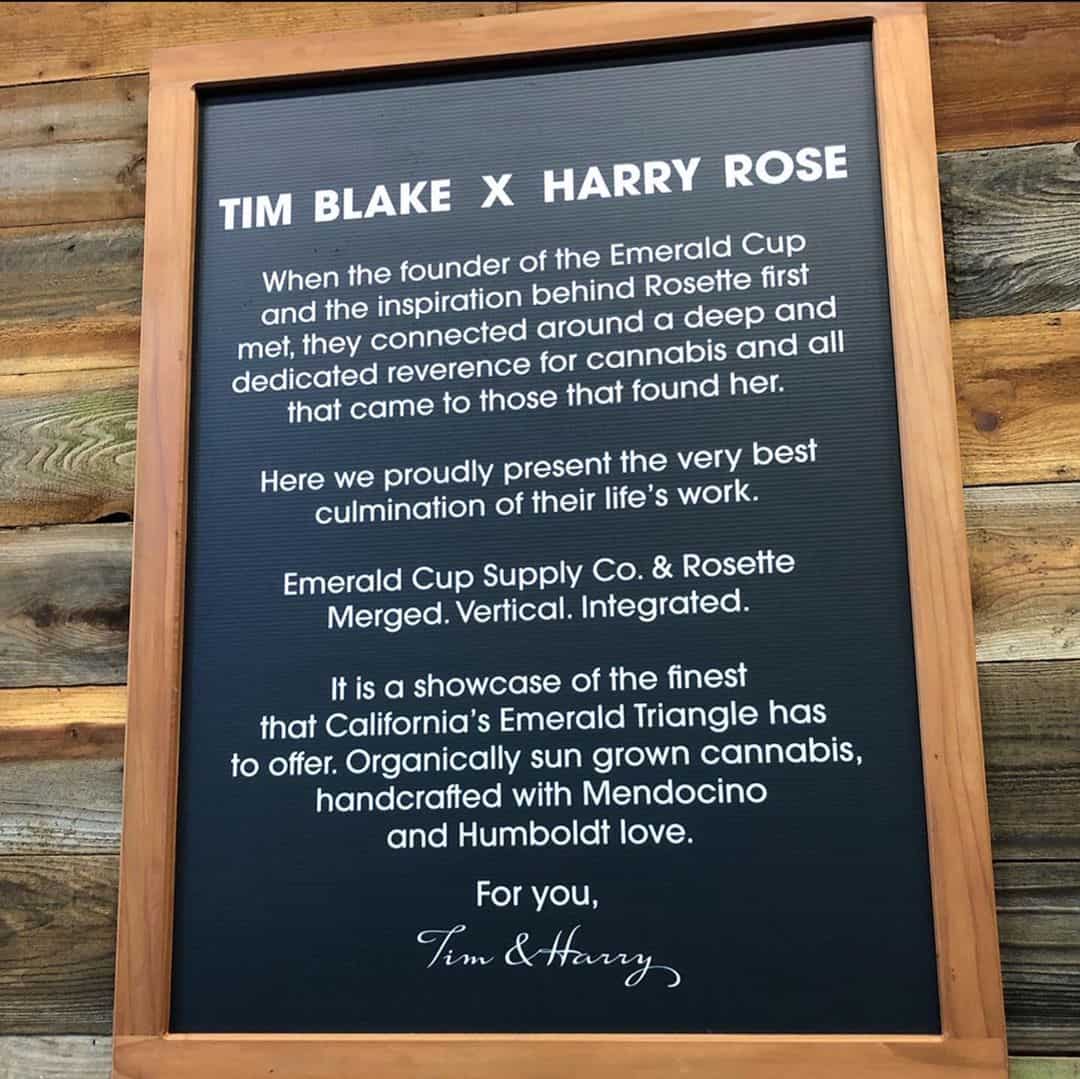 TIM BLAKE X HARRY ROSE
When the founder of the Emerald Cup
and the inspiration behind Rosette first
met, they connected around a deep and
dedicated reverence for cannabis and all
that came to those that found her.
Here we proudly present the very best
culmination of their life's work.
Emerald Cup Supply Co. & Rosette
Merged. Vertical. Integrated.
It is a showcase of the finest
that California's Emerald Triangle has
to offer. Organically sun grown cannabis,
handcrafted with Mendocino
and Humboldt love.
For you,
Tim & Harry